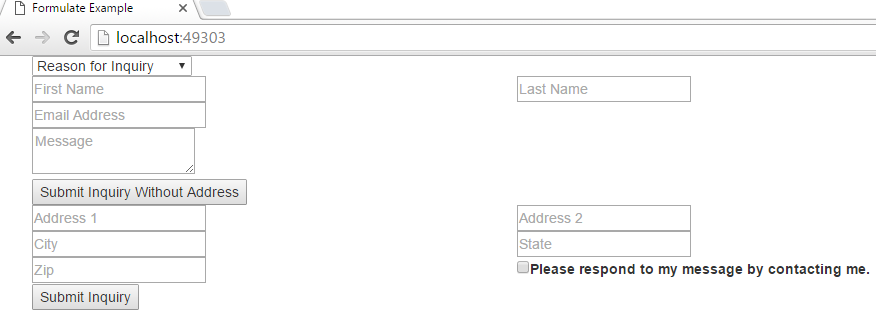 Formulate Example
localhost:49303
Reason for Inquiry
First Name Last Name
Email Address
Message
Submit Inquiry Without Address
Address 1 Address 2
City State
Zip Please respond to my message by contacting me.
Submit Inquiry